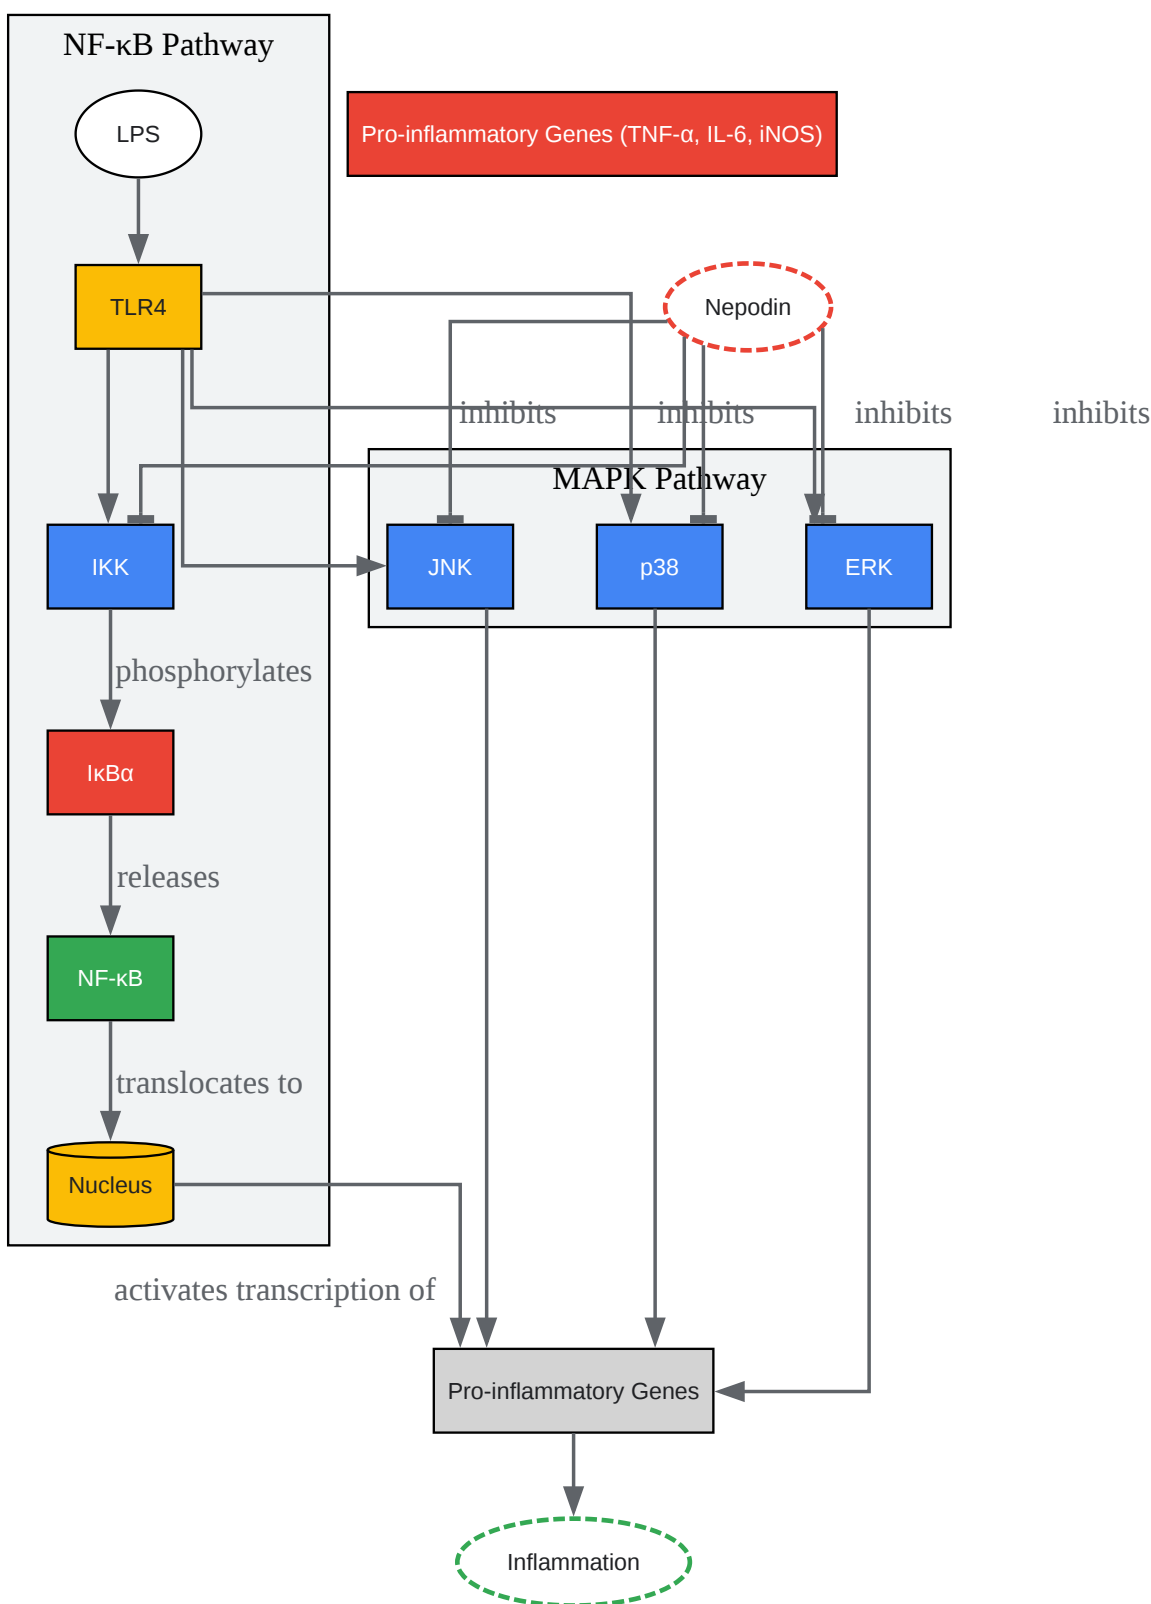 NF-κB Pathway
LPS
Pro-inflammatory Genes (TNF-α, IL-6, iNOS)
TLR4
Nepodin
inhibits
inhibits
inhibits
inhibits
MAPK Pathway
IKK
JNK
p38
ERK
phosphorylates
IκBα
releases
NF-κB
translocates to
Nucleus
activates transcription of
Pro-inflammatory Genes
Inflammation